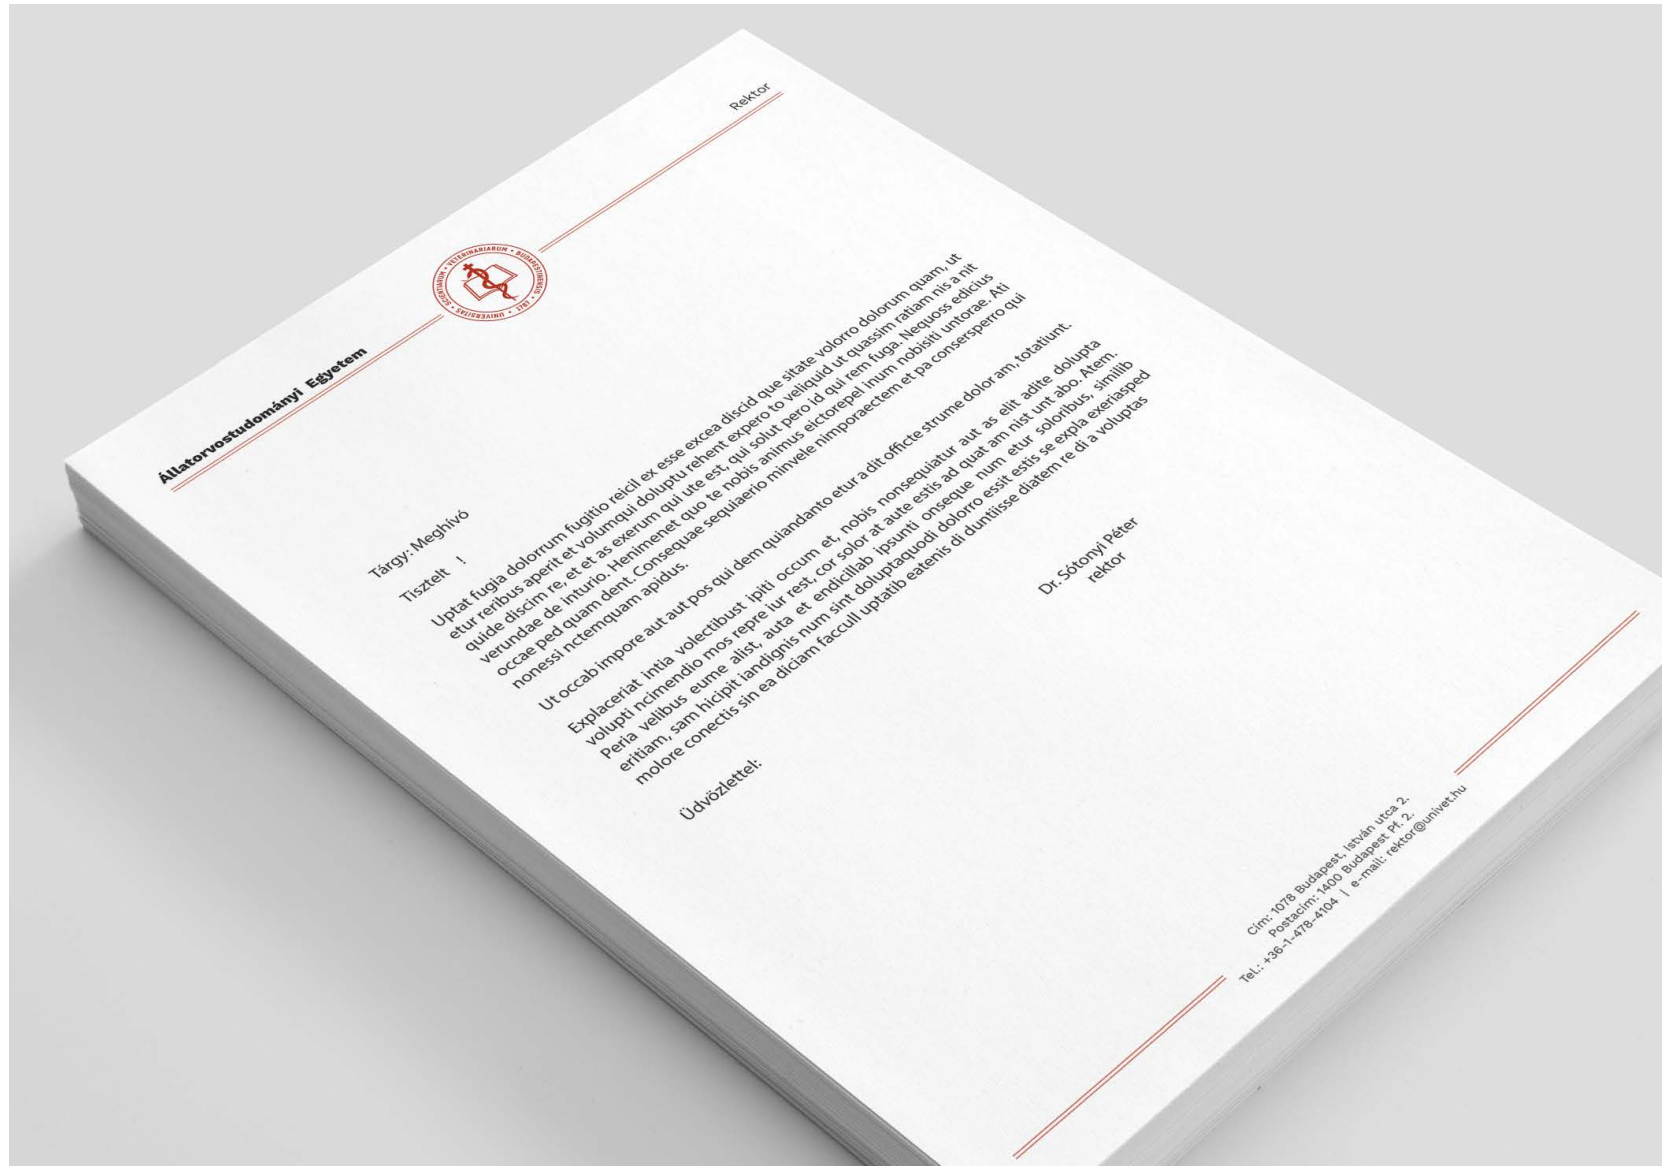 Rektor
SCIENTIARUM • VETERINARIARUM • BUDAPESTINENSIS • ERIT • UNIVERSITAS
Állatorvostudományi Egyetem
Tárgy: Meghívó
Tisztelt !
Uptat fugia dolorrum fugitio reicil ex esse excea discid que sitate volorro dolorum quam, ut
etur reribus aperit et volumqui doluptu rehent expero to veliquid ut quassim ratiam nis a nit
quide discim re, et et as exerum qui ute est, qui solut pero id qui rem fuga. Nequoss edicius
verundae de inturio. Henimenet quo te nobis animus eictorepel inum nobisiti untorae. Ati
occae ped quam dent. Consequae sequiaerio minvele nimporaectem et pa consersperro qui
nonessi nctemquam apidus.
Ut occab impore aut aut pos qui dem quiandanto etur a dit officte strume dolor am, totatiunt.
Explaceriat intia volectibust ipiti occum et, nobis nonsequiatur aut as elit adite dolupta
volupti ncimendio mos repre iur rest, cor solor at aute estis ad quat am nist unt abo. Atem.
Peria velibus eume alist, auta et endicillab ipsunti onseque num etur soloribus, similib
eritiam, sam hicipit iandignis num sint doluptaquodi dolorro essit estis se expla exeriasped
molore conectis sin ea diciam faccull uptatib eatenis di duntiisse diatem re di a voluptas
Üdvözlettel:
Dr. Sótonyi Péter
rektor
Cím: 1078 Budapest, István utca 2.
Postacím: 1400 Budapest Pf. 2.
Tel.: +36-1-478-4104 | e-mail: rektor@univet.hu